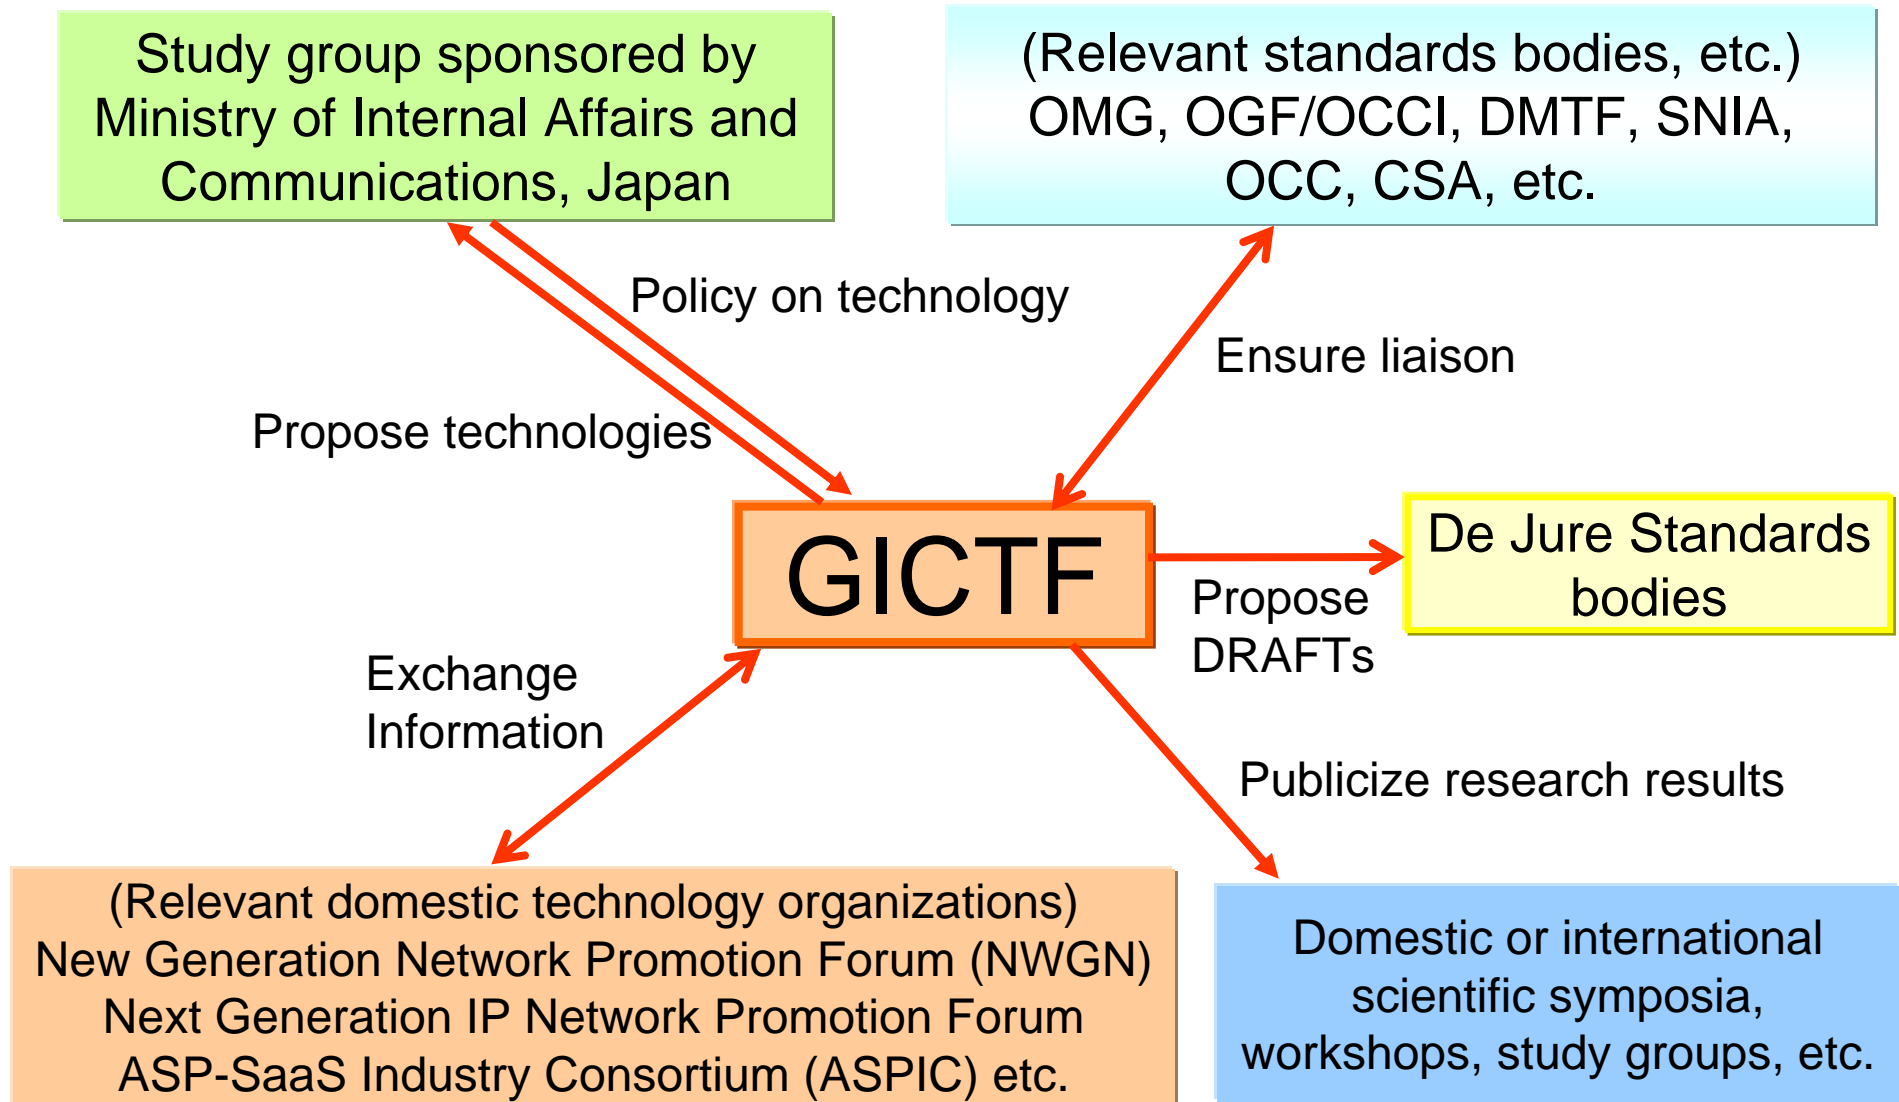 Study group sponsored by
Ministry of Internal Affairs and
Communications, Japan
(Relevant standards bodies, etc.)
OMG, OGF/OCCI, DMTF, SNIA,
OCC, CSA, etc.
Policy on technology
Ensure liaison
Propose technologies
GICTF
De Jure Standards
bodies
Propose
DRAFTs
Exchange
Information
Publicize research results
(Relevant domestic technology organizations)
New Generation Network Promotion Forum (NWGN)
Next Generation IP Network Promotion Forum
ASP-SaaS Industry Consortium (ASPIC) etc.
Domestic or international
scientific symposia,
workshops, study groups, etc.